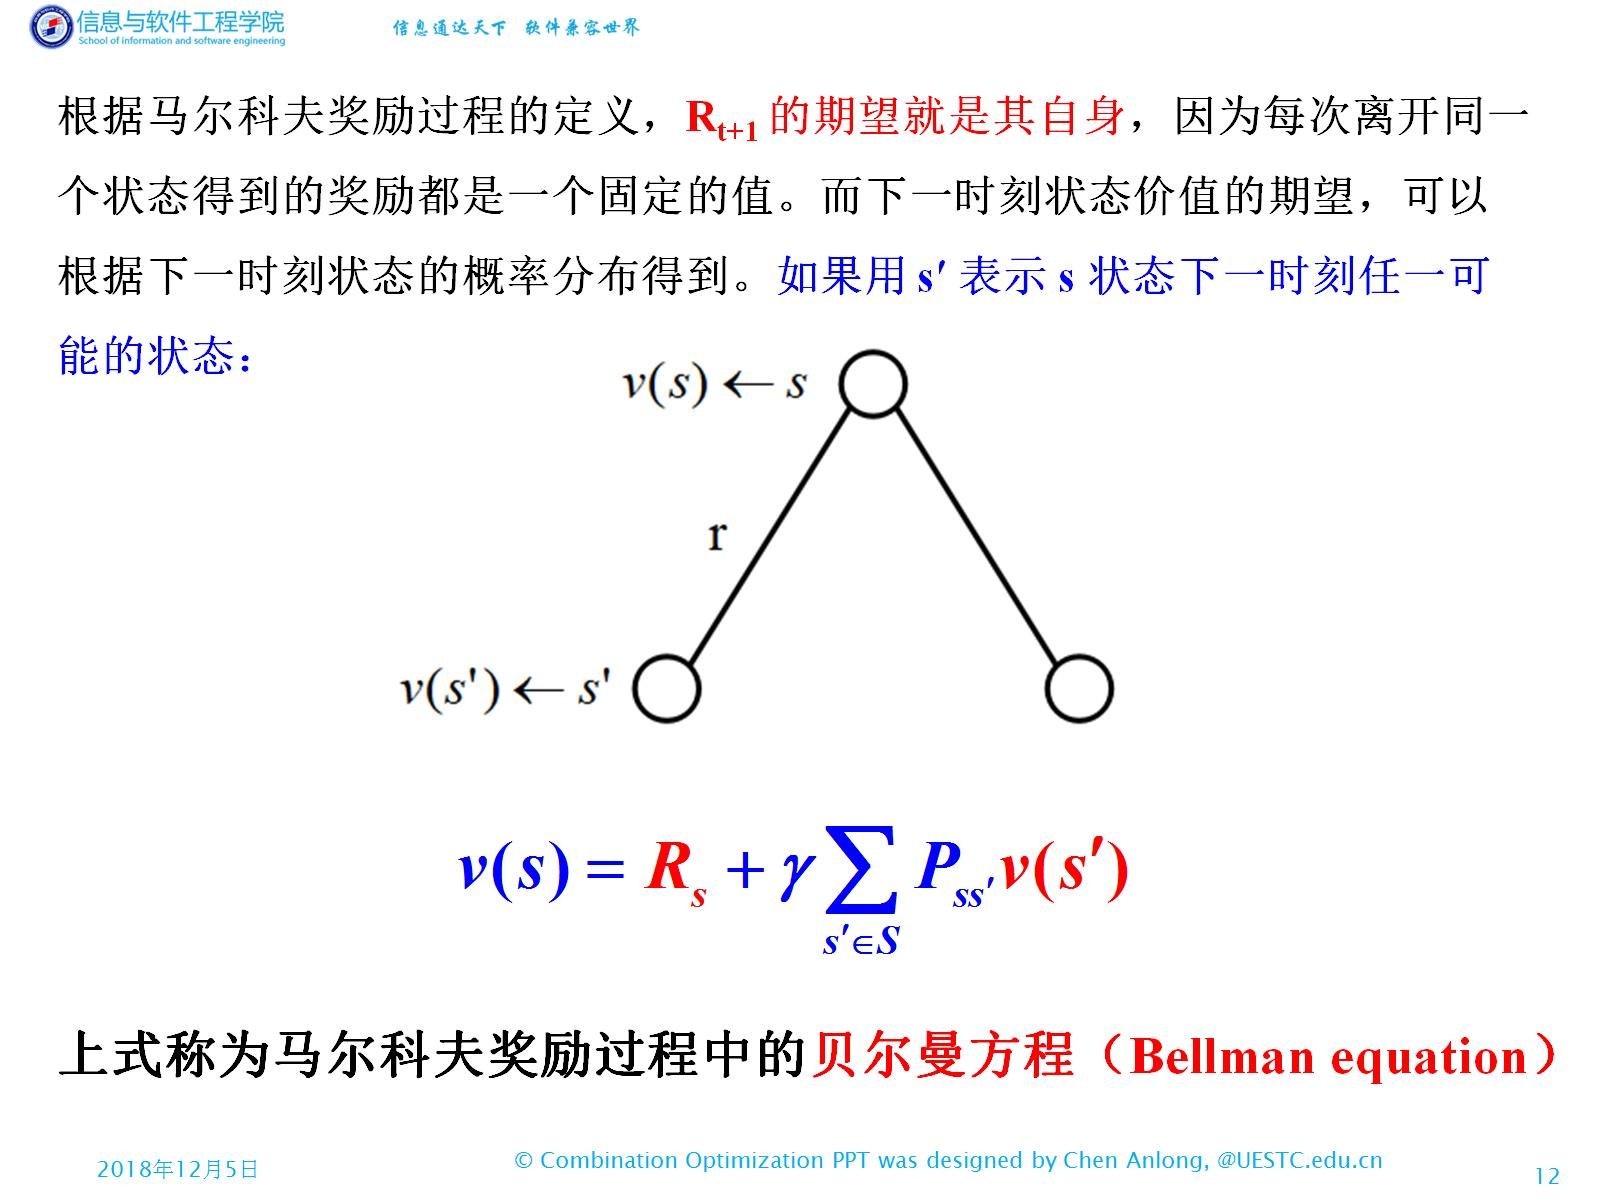 信息与软件工程学院
School of information and software engineering
信息通达天下 软件兼容世界
根据马尔科夫奖励过程的定义，Rt+1 的期望就是其自身，因为每次离开同一
个状态得到的奖励都是一个固定的值。而下一时刻状态价值的期望，可以
根据下一时刻状态的概率分布得到。如果用 s′ 表示 s 状态下一时刻任一可
能的状态：
v(s) ← s
r
v(s') ← s'
v(s) = Rs + γ ∑ Pss′ v(s′)
s′∈S
上式称为马尔科夫奖励过程中的贝尔曼方程（Bellman equation）
2018年12月5日
© Combination Optimization PPT was designed by Chen Anlong, @UESTC.edu.cn
12